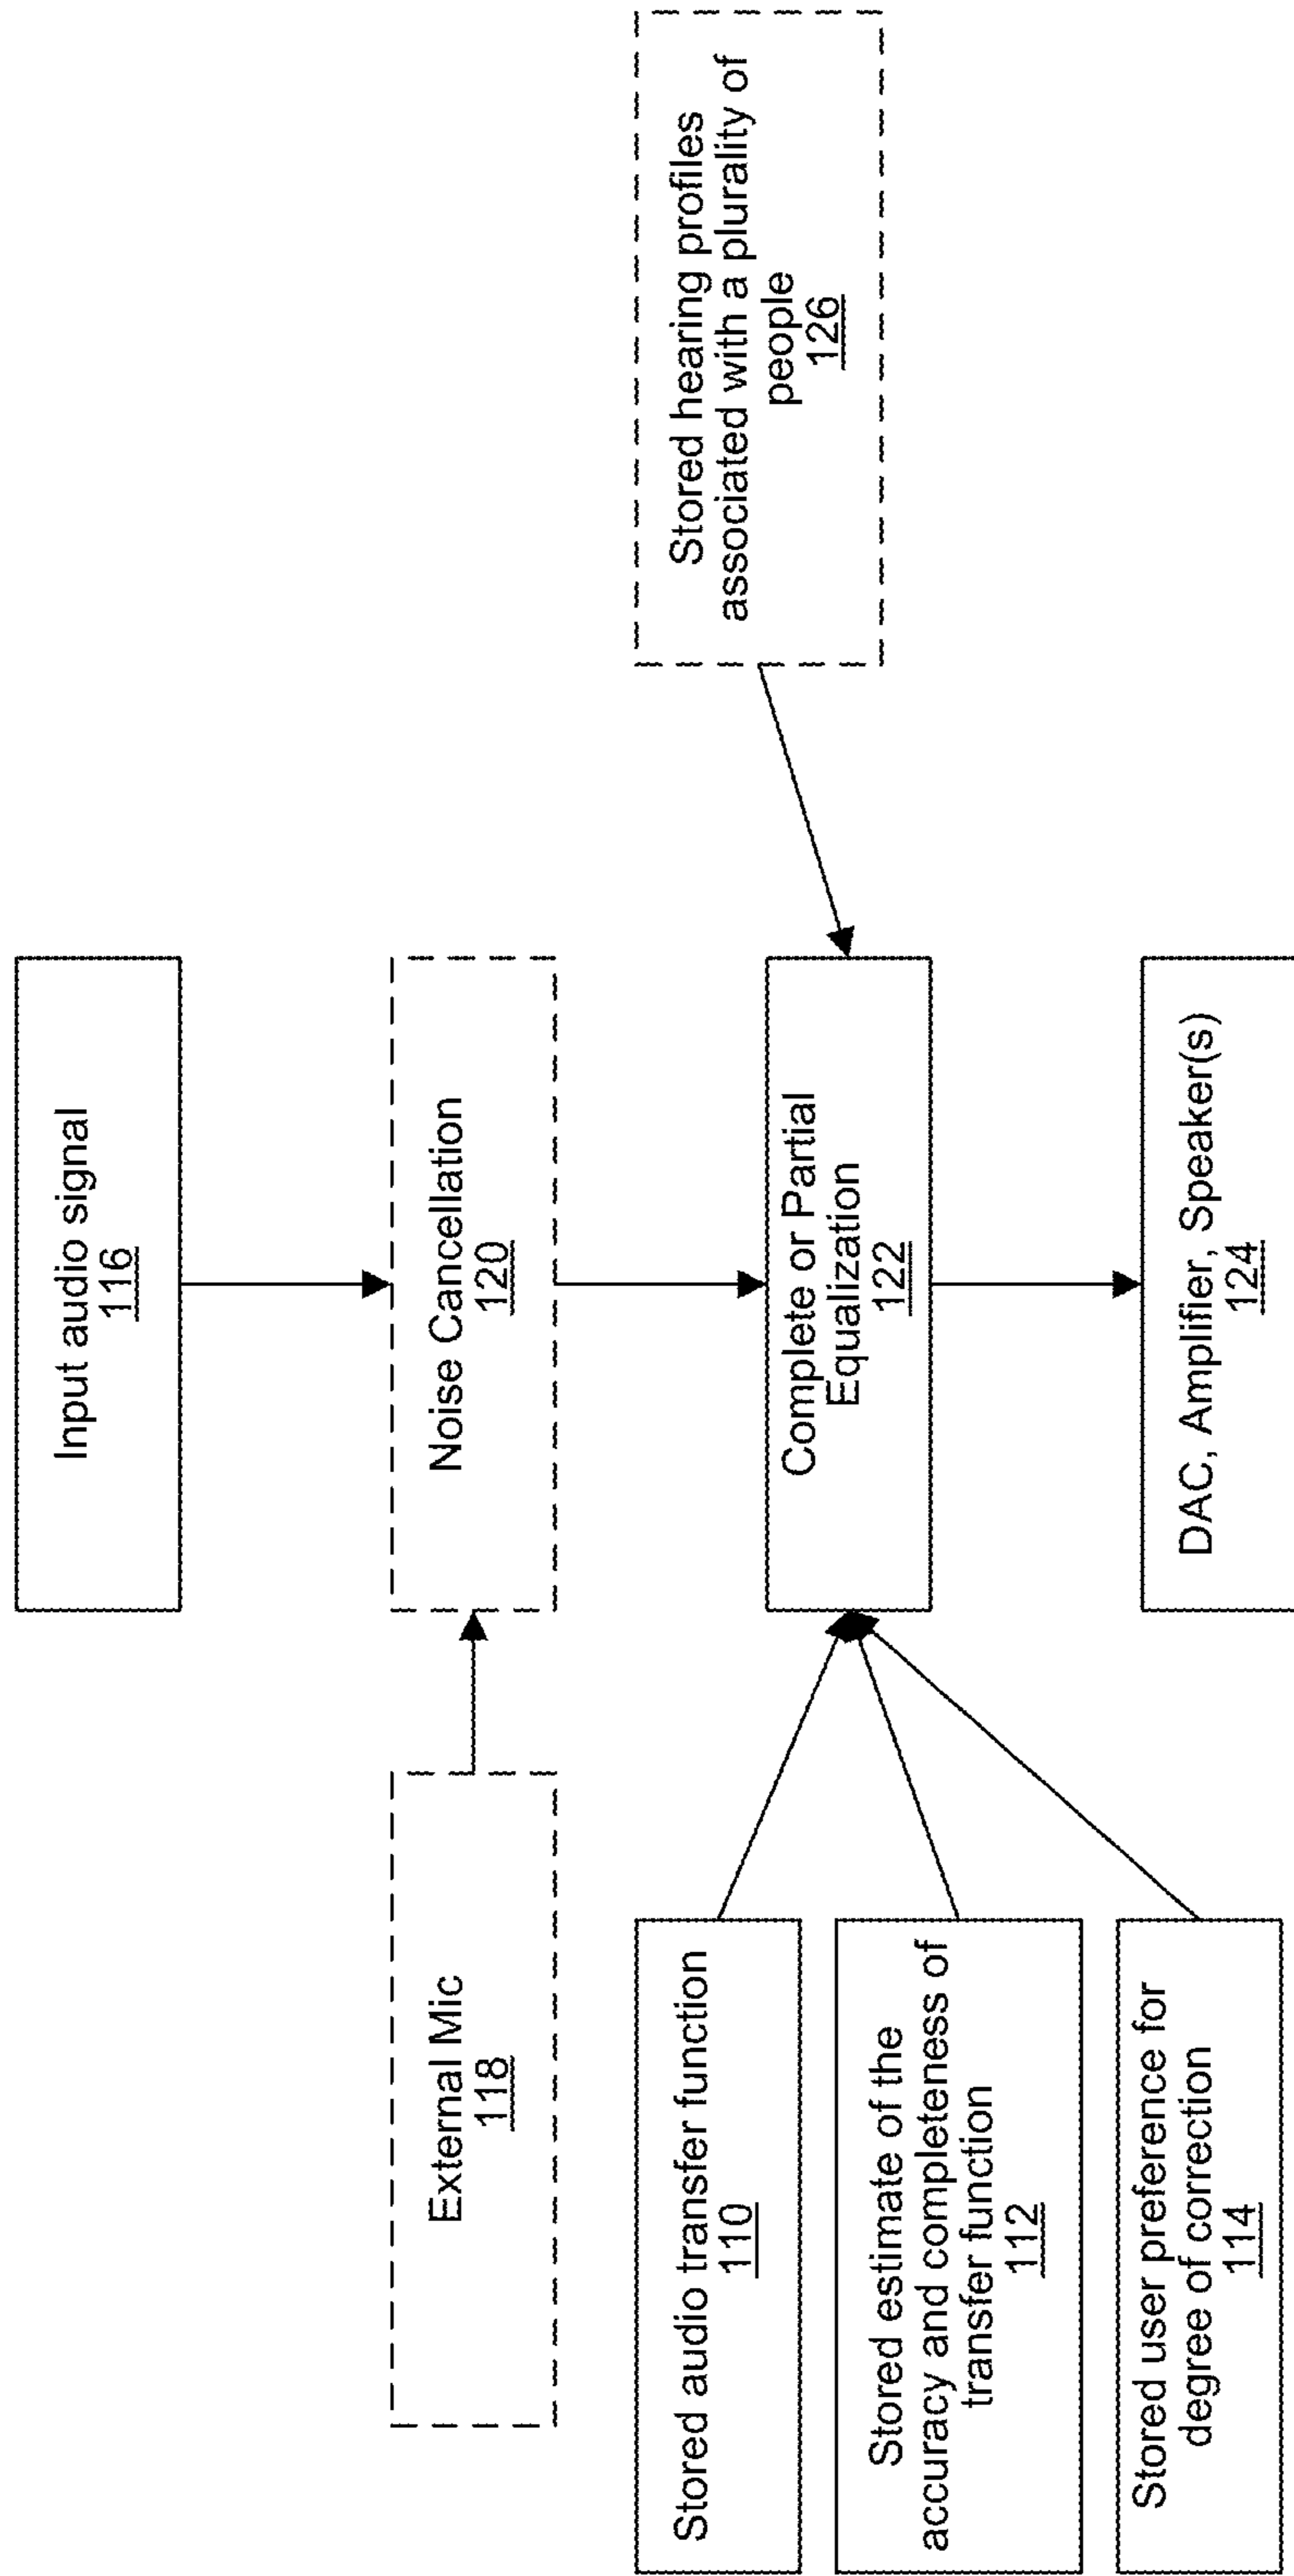 Input audio signal
116
External Mic
118
Noise Cancellation
120
Stored audio transfer function
110
Stored estimate of the
accuracy and completeness of
transfer function
112
Stored user preference for
degree of correction
114
Complete or Partial
Equalization
122
Stored hearing profiles
associated with a plurality of
people
126
DAC, Amplifier, Speaker(s)
124